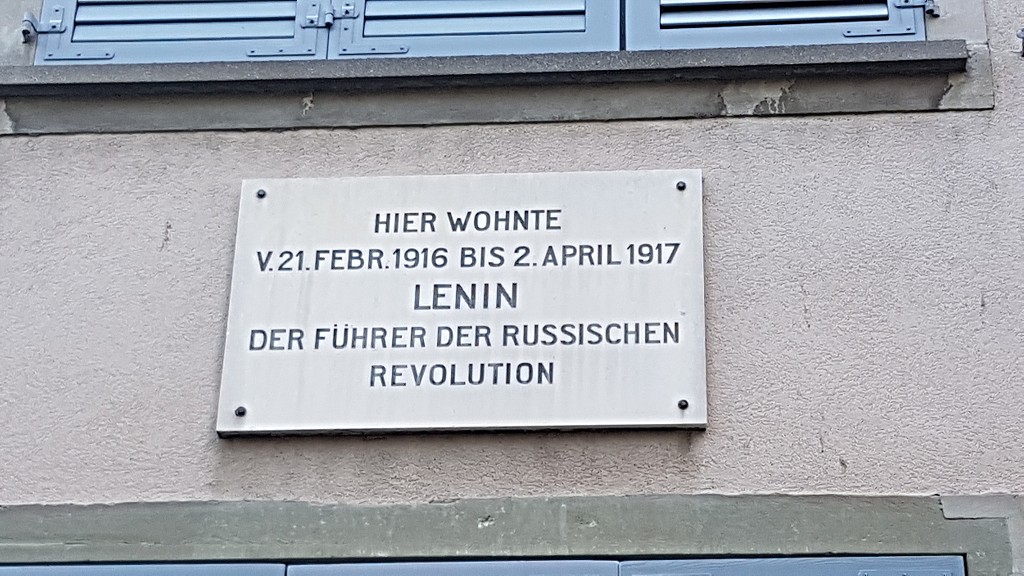 HIER WOHNTE
V. 21. FEBR. 1916 BIS 2. APRIL 1917
LENIN
DER FÜHRER DER RUSSISCHEN
REVOLUTION